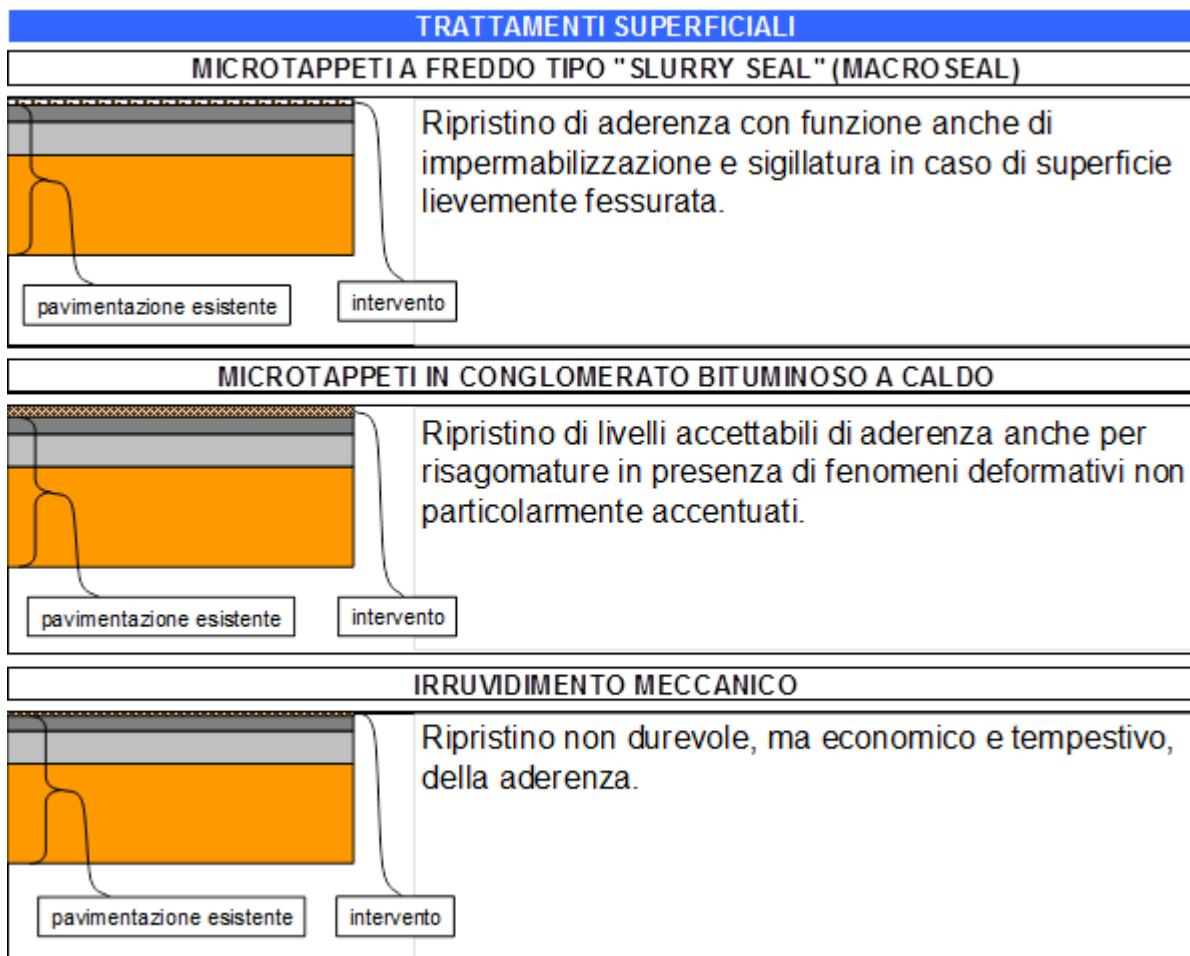 TRATTAMENTI SUPERFICIALI
MICROTAPPETI A FREDDO TIPO "SLURRY SEAL" (MACROSEAL)
Ripristino di aderenza con funzione anche di
impermabilizzazione e sigillatura in caso di superficie
lievemente fessurata.
pavimentazione esistente
intervento
MICROTAPPETI IN CONGLOMERATO BITUMINOSO A CALDO
Ripristino di livelli accettabili di aderenza anche per
risagomature in presenza di fenomeni deformativi non
particolarmente accentuati.
pavimentazione esistente
intervento
IRRUVIDIMENTO MECCANICO
Ripristino non durevole, ma economico e tempestivo,
della aderenza.
pavimentazione esistente
intervento